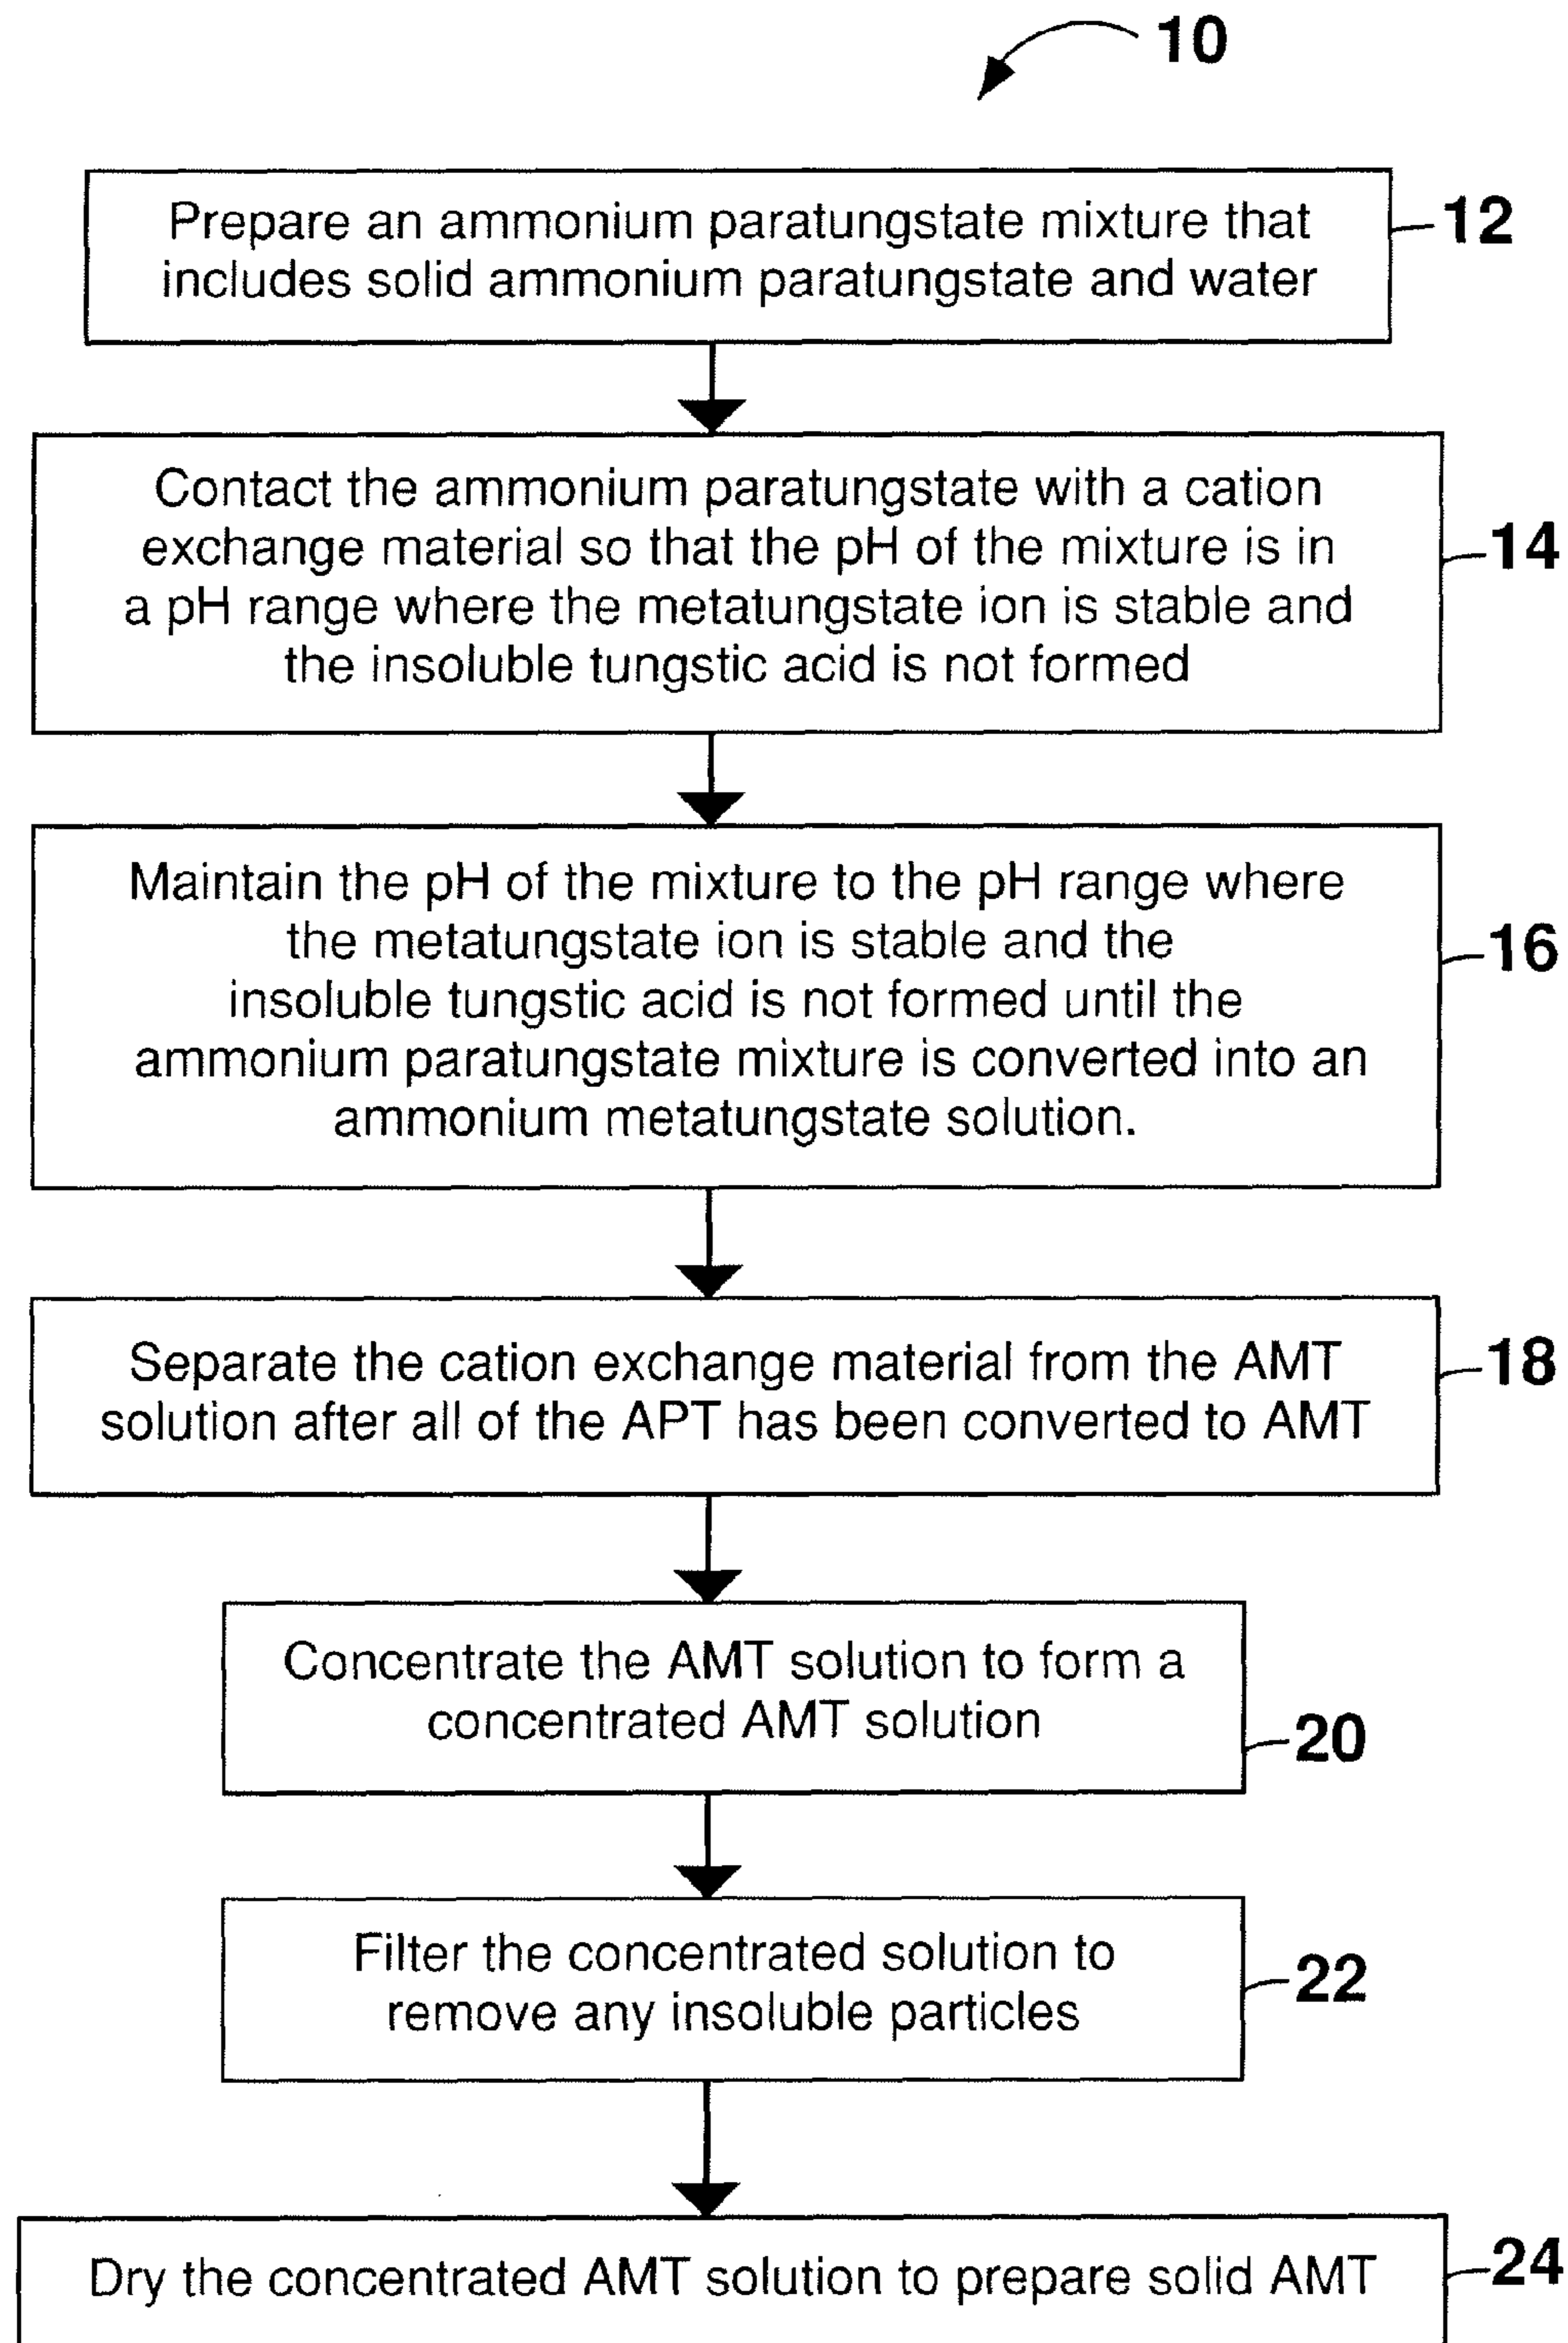 10
Prepare an ammonium paratungstate mixture that
includes solid ammonium paratungstate and water
12
Contact the ammonium paratungstate with a cation
exchange material so that the pH of the mixture is in
a pH range where the metatungstate ion is stable and
the insoluble tungstic acid is not formed
14
Maintain the pH of the mixture to the pH range where
the metatungstate ion is stable and the
insoluble tungstic acid is not formed until the
ammonium paratungstate mixture is converted into an
ammonium metatungstate solution.
16
Separate the cation exchange material from the AMT
solution after all of the APT has been converted to AMT
18
Concentrate the AMT solution to form a
concentrated AMT solution
20
Filter the concentrated solution to
remove any insoluble particles
22
Dry the concentrated AMT solution to prepare solid AMT
24